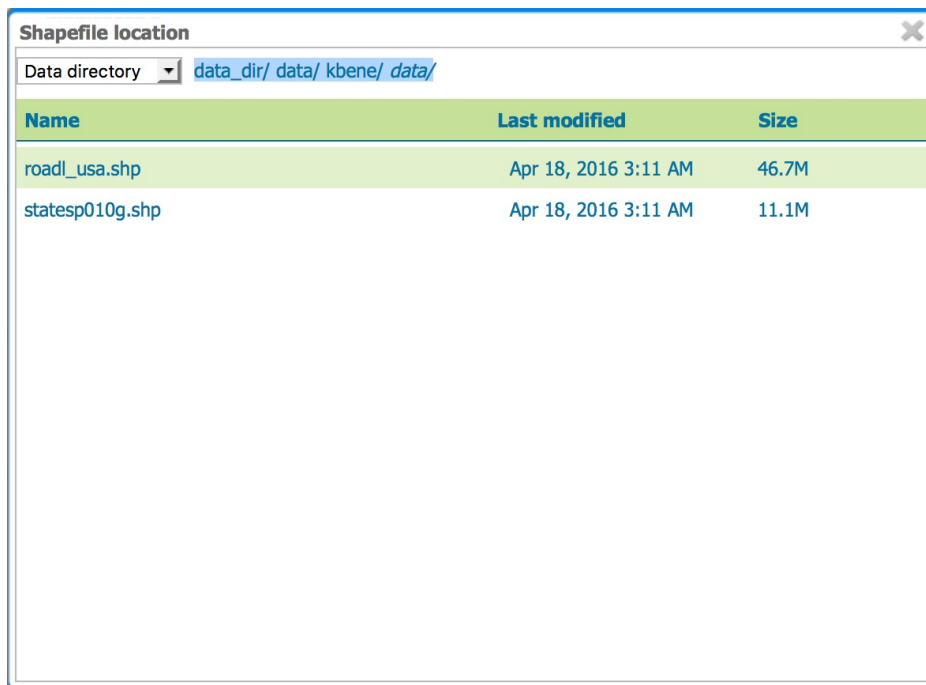 Shapefile location
Data directory data_dir/ data/ kbene/ data/
Name Last modified Size
roadl_usa.shp Apr 18, 2016 3:11 AM 46.7M
statesp010g.shp Apr 18, 2016 3:11 AM 11.1M